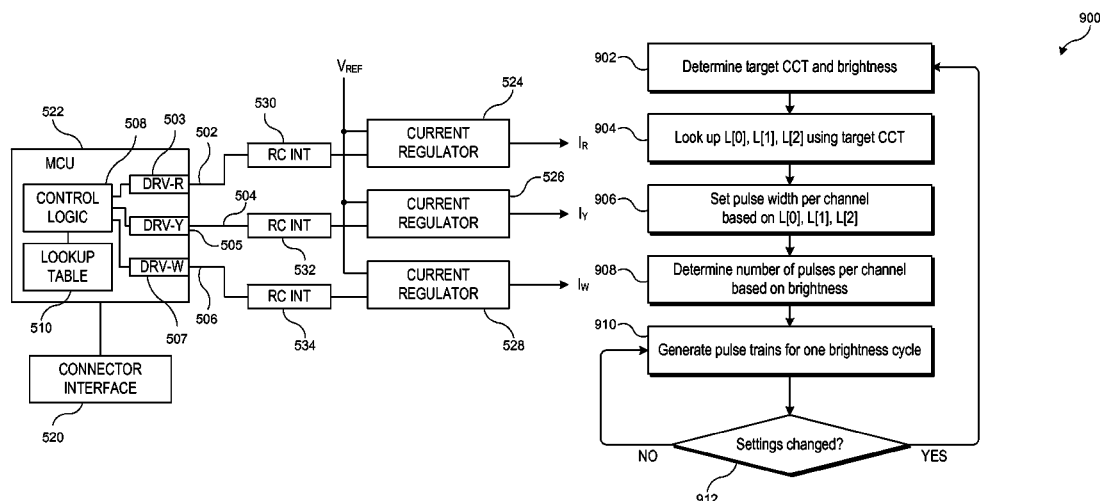 900
V_REF
524
530
522
508
503
502
MCU
CONTROL
LOGIC
DRV-R
RC INT
CURRENT
REGULATOR
I_R
526
504
DRV-Y
505
RC INT
532
CURRENT
REGULATOR
I_Y
LOOKUP
TABLE
DRV-W
510
507
506
RC INT
534
CURRENT
REGULATOR
I_W
528
CONNECTOR
INTERFACE
520
902
Determine target CCT and brightness
904
Look up L[0], L[1], L[2] using target CCT
906
Set pulse width per channel
based on L[0], L[1], L[2]
908
Determine number of pulses per channel
based on brightness
910
Generate pulse trains for one brightness cycle
Settings changed?
NO
YES
912